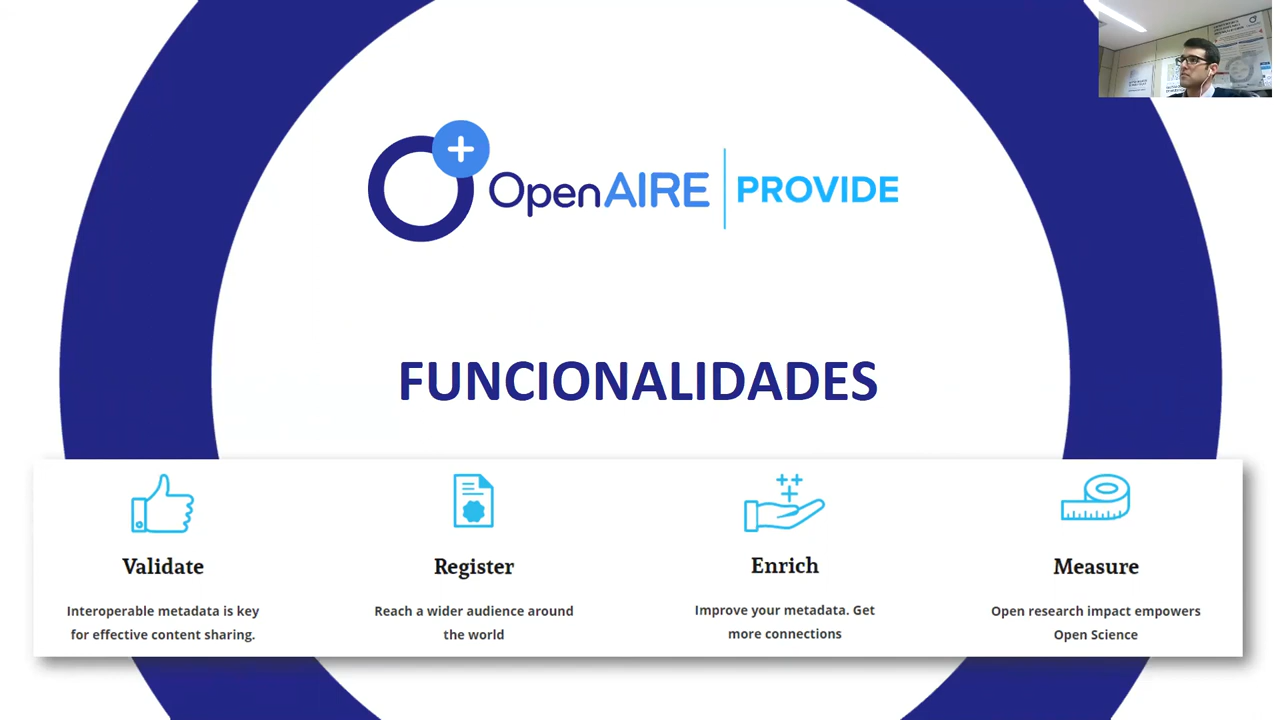 OpenAIRE | PROVIDE
FUNCIONALIDADES
Validate
Interoperable metadata is key
for effective content sharing.
Register
Reach a wider audience around
the world
Enrich
Improve your metadata. Get
more connections
Measure
Open research impact empowers
Open Science